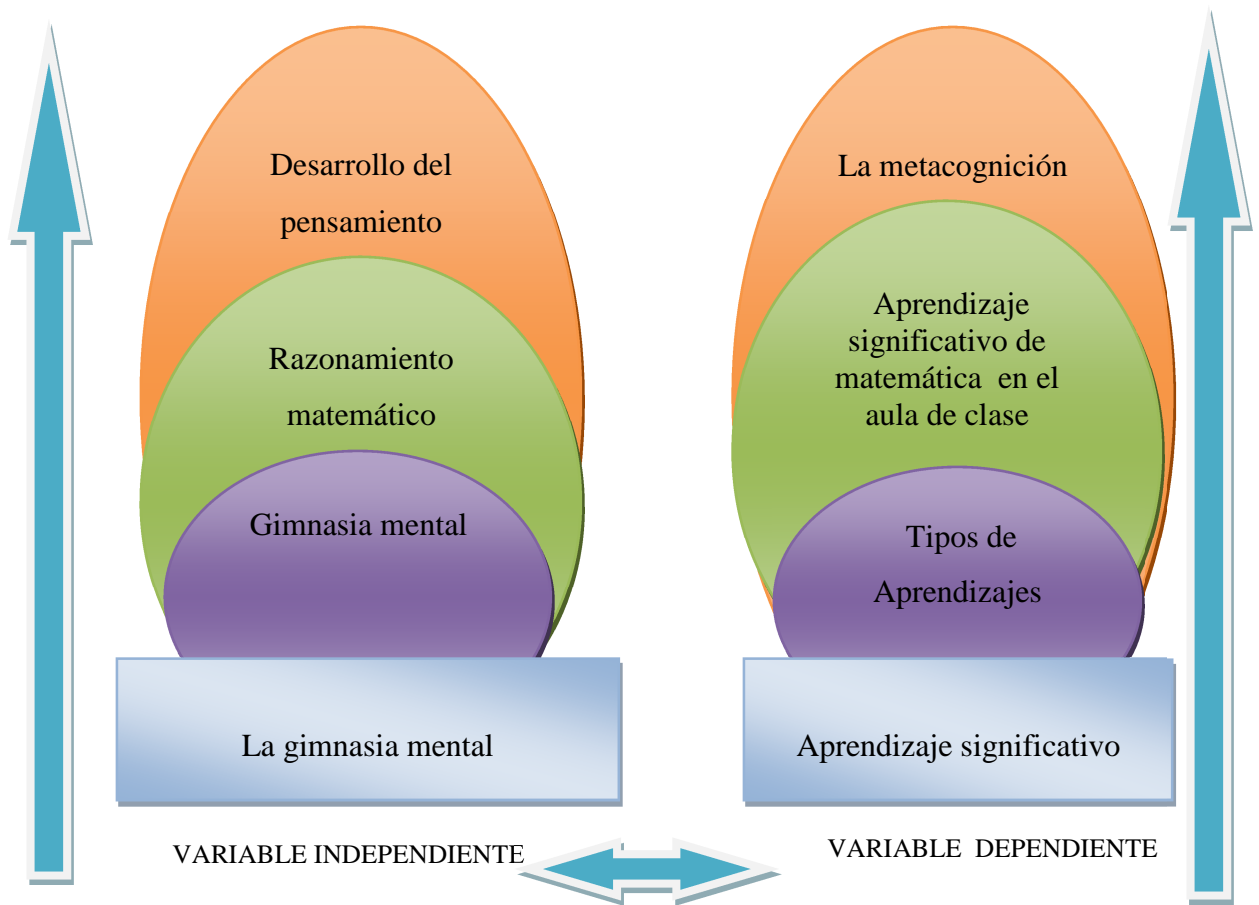 Desarrollo del
pensamiento
Razonamiento
matemático
Gimnasia mental
La gimnasia mental
VARIABLE INDEPENDIENTE
La metacognición
Aprendizaje
significativo de
matemática en el
aula de clase
Tipos de
Aprendizajes
Aprendizaje significativo
VARIABLE DEPENDIENTE